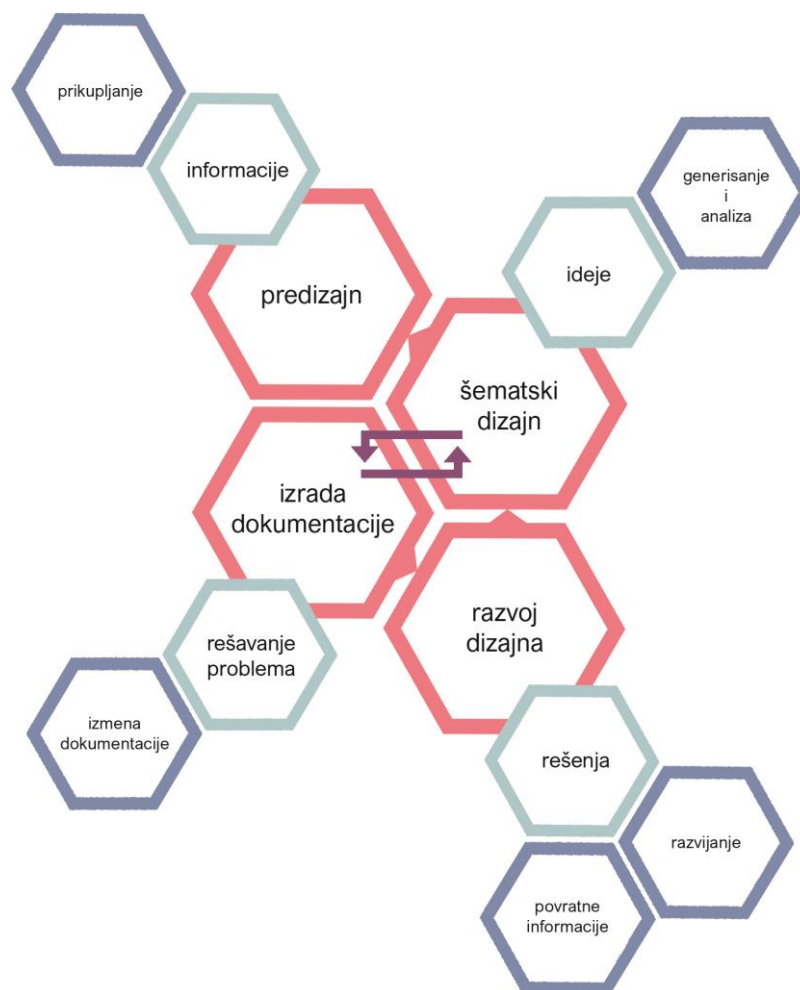 prikupljanje
informacije
predizajn
generisanje
i
analiza
ideje
šematski
dizajn
izrada
dokumentacije
rešavanje
problema
izmena
dokumentacije
razvoj
dizajna
rešenja
razvijanje
povratne
informacije